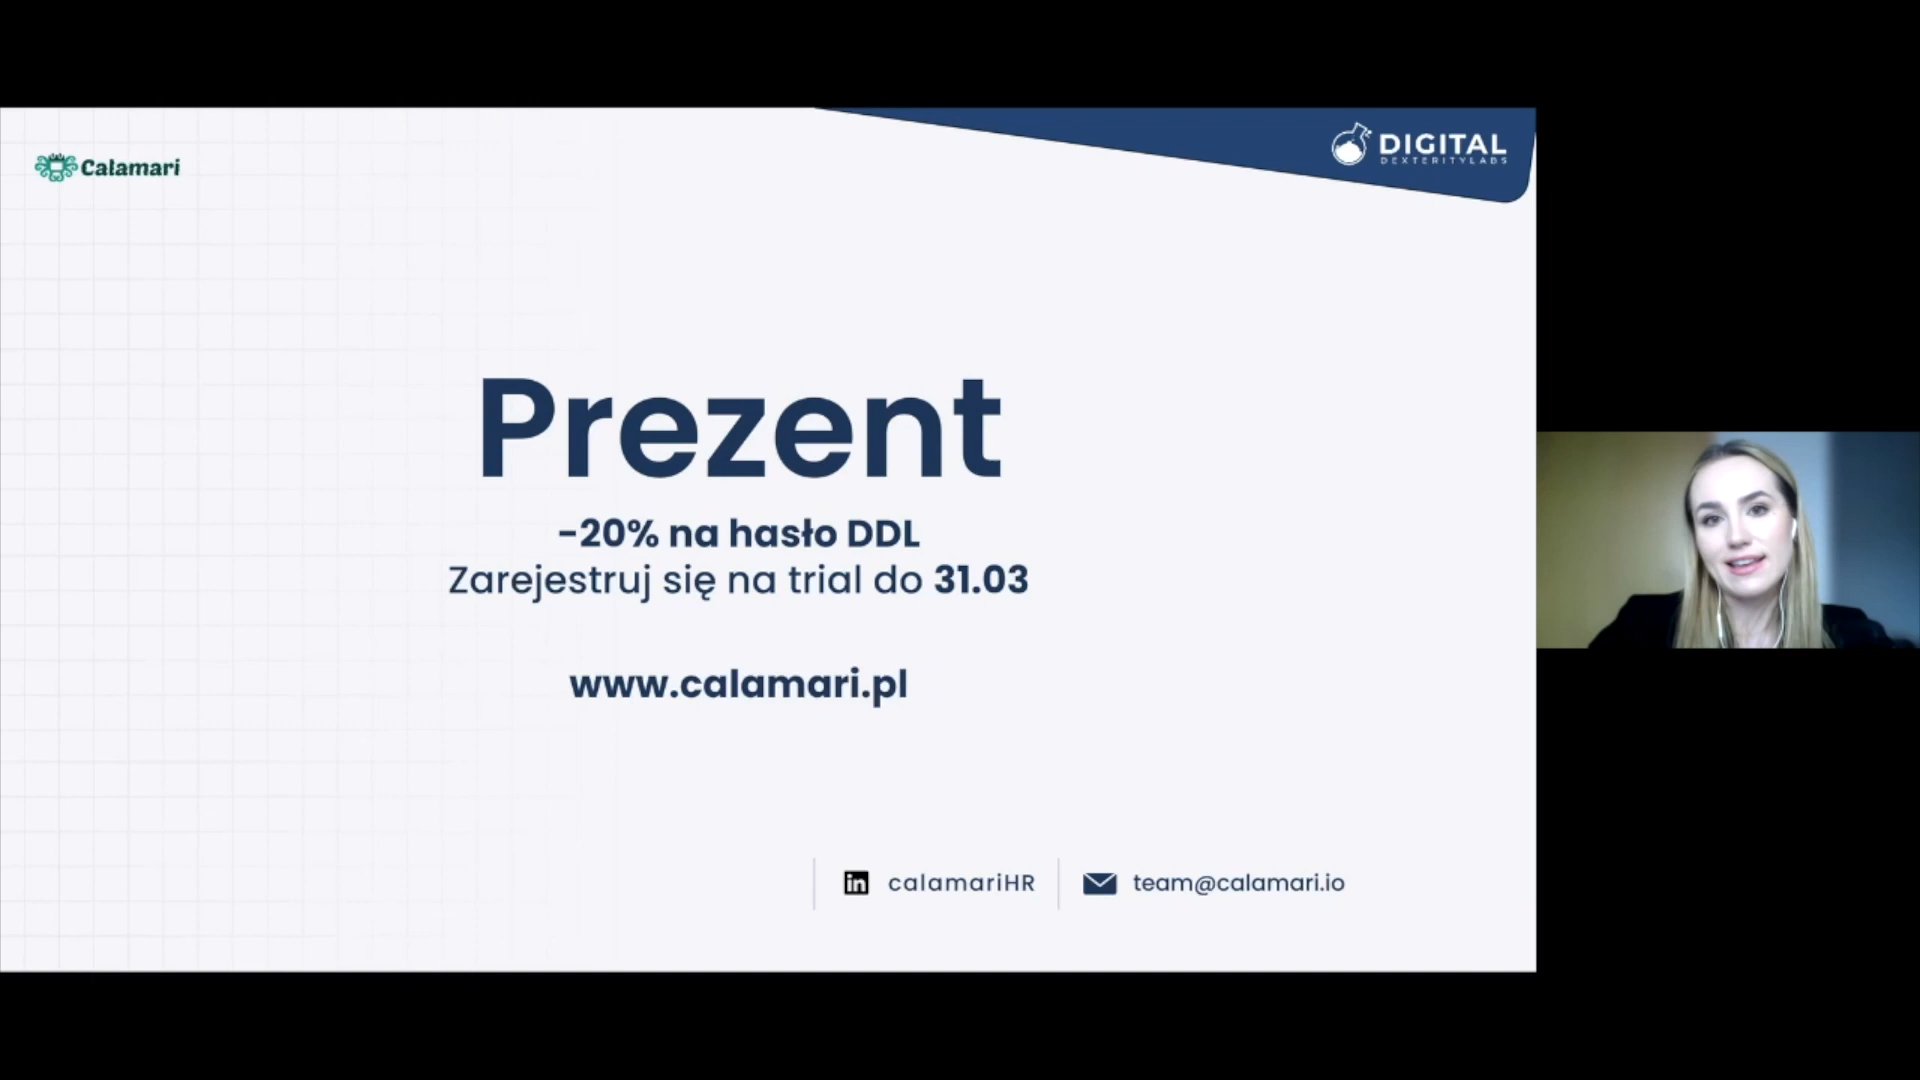 Calamari
DIGITAL
DEXTERITYLABS
Prezent
-20% na hasło DDL
Zarejestruj się na trial do 31.03
www.calamari.pl
in calamariHR
team@calamari.io